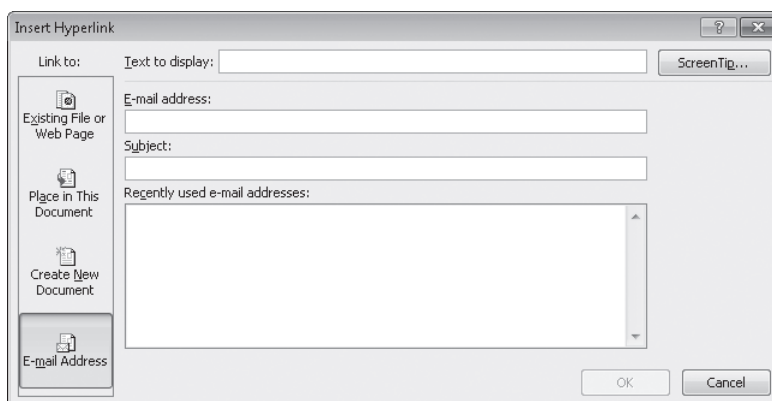 Insert Hyperlink
Link to:
Text to display:
ScreenTip...
Existing File or
Web Page
Place in This
Document
Create New
Document
E-mail Address
E-mail address:
Subject:
Recently used e-mail addresses:
OK
Cancel